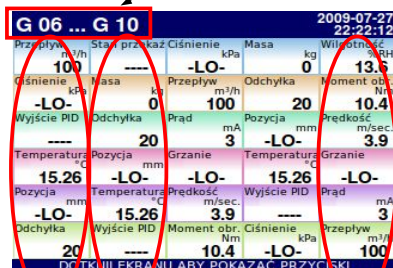 G 06 ... G 10
2009-07-27
22:22:12
Przepływ Stan przekaź Ciśnienie Masa Wilgotność
m³/h kPa kg %RH
100 ---- -LO- 0 13.6
Ciśnienie Masa Przepływ Odchyłka Moment obr.
kPa kg m³/h Nm
-LO- 0 100 20 10.4
Wyjście PID Odchyłka Prąd Pozycja Prędkość
mA mm m/sec.
---- 20 3 -LO- 3.9
Temperatura Pozycja Grzanie Temperatura Grzanie
°C mm °C
15.26 -LO- -LO- 15.26 -LO-
Pozycja Temperatura Prędkość Wyjście PID Prąd
mm °C m/sec. mA
-LO- 15.26 3.9 ---- 3
Odchyłka Wyjście PID Moment obr. Ciśnienie Przepływ
Nm kPa m³/h
20 ---- 10.4 -LO- 100
DOTKNIJ EKRANU ABY POKAZAĆ PRZYCISKI